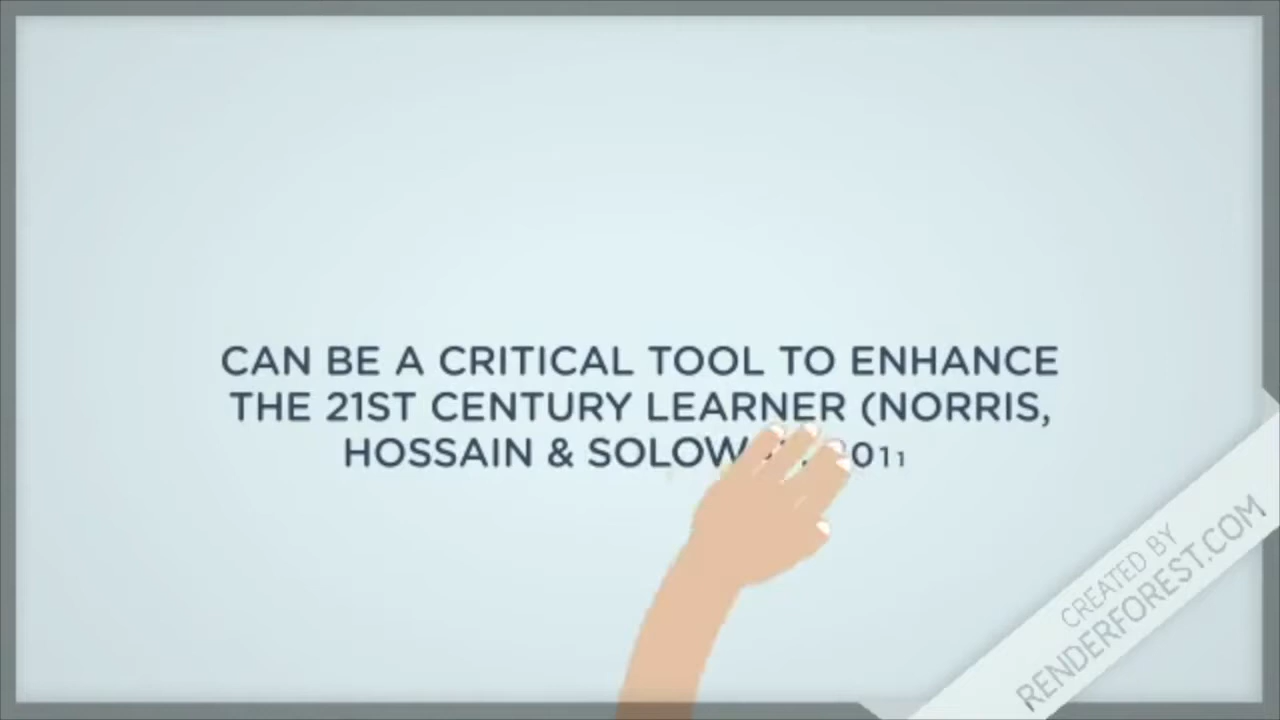 CAN BE A CRITICAL TOOL TO ENHANCE
THE 21ST CENTURY LEARNER (NORRIS,
HOSSAIN & SOLOW
CREATED BY
RENDERFOREST.COM